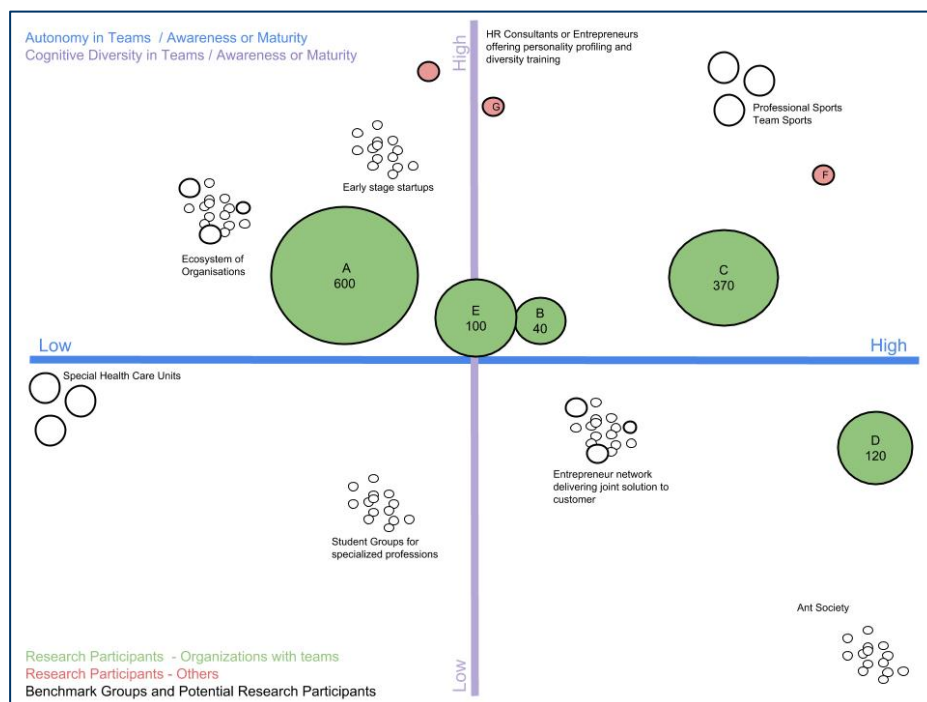 Autonomy in Teams / Awareness or Maturity
Cognitive Diversity in Teams / Awareness or Maturity
High
HR Consultants or Entrepreneurs
offering personality profiling and
diversity training
G
Professional Sports
Team Sports
F
Early stage startups
Ecosystem of
Organisations
A
600
C
370
E
100
B
40
Low
High
Special Health Care Units
D
120
Entrepreneur network
delivering joint solution to
customer
Student Groups for
specialized professions
Ant Society
Low
Research Participants - Organizations with teams
Research Participants - Others
Benchmark Groups and Potential Research Participants